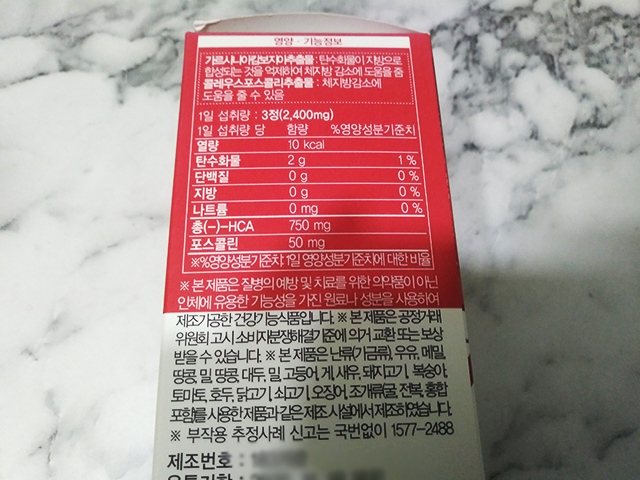 영양 · 기능정보
가르시니아캄보지아추출물 : 탄수화물이 지방으로
합성되는 것을 억제하여 체지방 감소에 도움을 줌
콜레우스포스콜리추출물 : 체지방감소에
도움을 줄 수 있음
1일 섭취량 : 3정(2,400mg)
1일 섭취량 당 함량 %영양성분기준치
열량 10 kcal
탄수화물 2 g 1 %
단백질 0 g 0 %
지방 0 g 0 %
나트륨 0 mg 0 %
총(-)-HCA 750 mg
포스콜린 50 mg
※%영양성분기준치:1일 영양성분기준치에 대한 비율
※ 본 제품은 질병의 예방 및 치료를 위한 의약품이 아닌
인체에 유용한 기능성을 가진 원료나 성분을 사용하여
제조가공한 건강기능식품입니다. ※ 본 제품은 공정거래
위원회 고시 소비자분쟁해결기준에 의거 교환 또는 보상
받을 수 있습니다. ※ 본 제품은 난류(가금류), 우유, 메밀,
땅콩, 밀, 땅콩, 대두, 밀, 고등어, 게, 새우, 돼지고기, 복숭아,
토마토, 호두, 닭고기, 쇠고기, 오징어, 조개류(굴, 전복, 홍합
포함)를 사용한 제품과 같은 제조 시설에서 제조하였습니다.
※ 부작용 추정사례 신고는 국번없이 1577-2488
제조번호 :